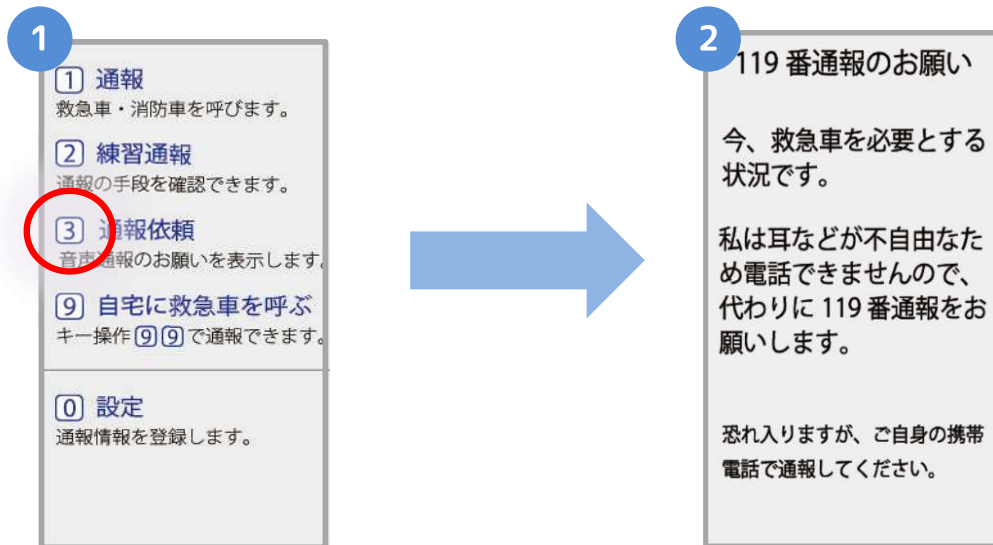 1
1 通報
救急車・消防車を呼びます。
2 練習通報
通報の手段を確認できます。
3 通報依頼
音声通報のお願いを表示します。
9 自宅に救急車を呼ぶ
キー操作99で通報できます。
0 設定
通報情報を登録します。
2
119番通報のお願い
今、救急車を必要とする
状況です。
私は耳などが不自由なた
め電話できませんので、
代わりに119番通報をお
願いします。
恐れ入りますが、ご自身の携帯
電話で通報してください。